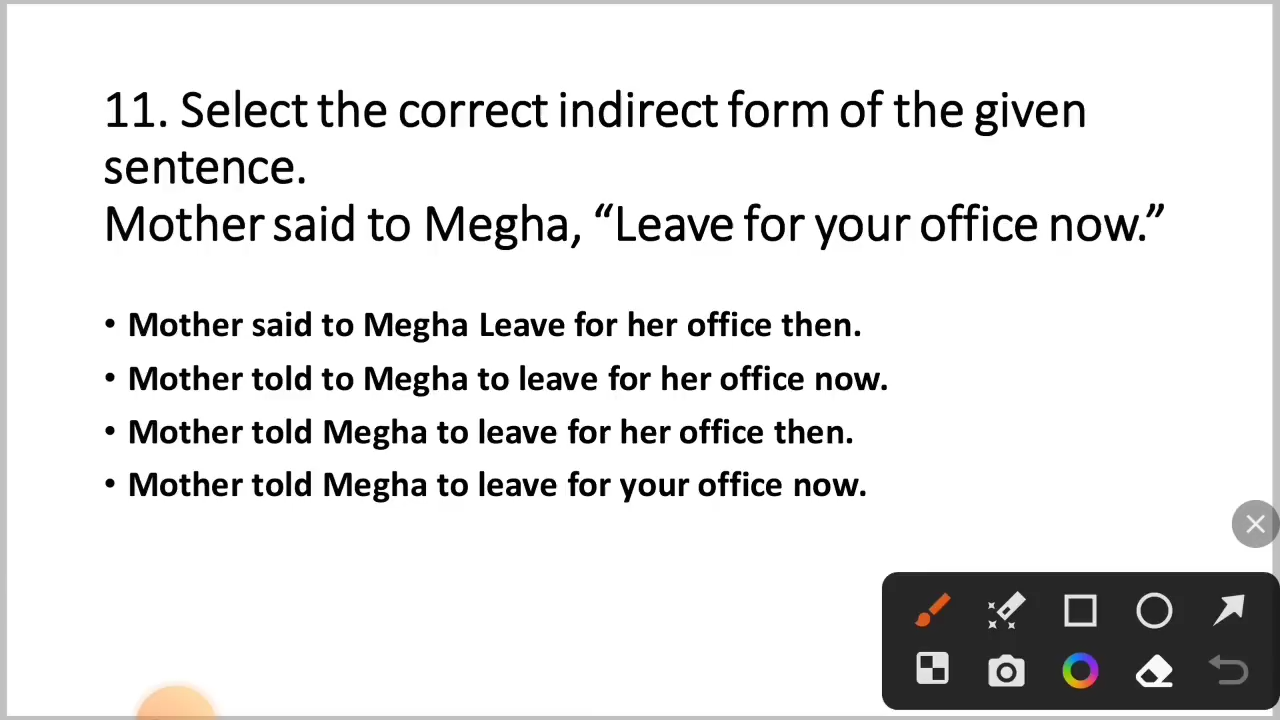 11. Select the correct indirect form of the given
sentence.
Mother said to Megha, “Leave for your office now.”
• Mother said to Megha Leave for her office then.
• Mother told to Megha to leave for her office now.
• Mother told Megha to leave for her office then.
• Mother told Megha to leave for your office now.